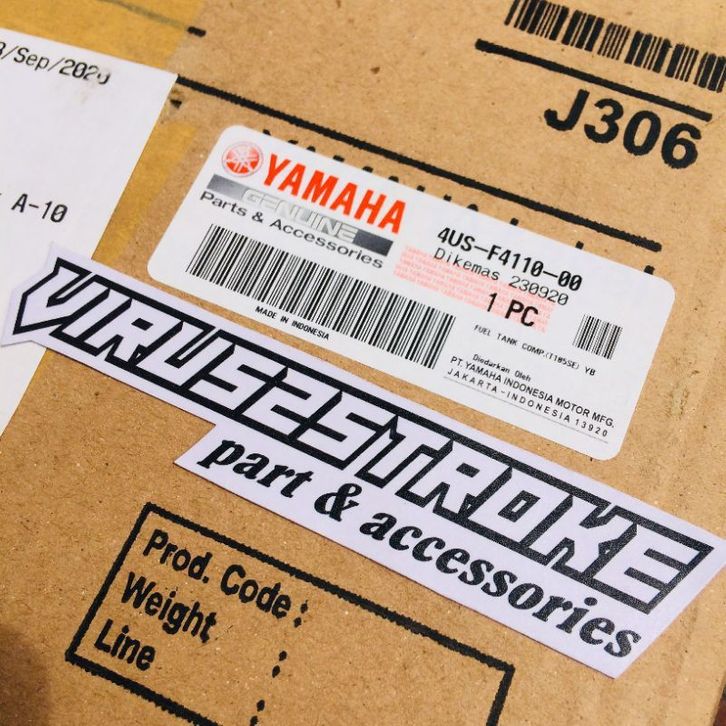 /Sep/2020
A-10
J306
YAMAHA
GENUINE
Parts & Accessories
4US-F4110-00
Dikemas 230920
1 PC
MADE IN INDONESIA
FUEL TANK COMP.(T105SE) YB
Diedarkan Oleh
PT. YAMAHA INDONESIA MOTOR MFG.
JAKARTA-INDONESIA 13920
VIRUS2STROKE
part & accessories
Prod. Code :
Weight :
Line :